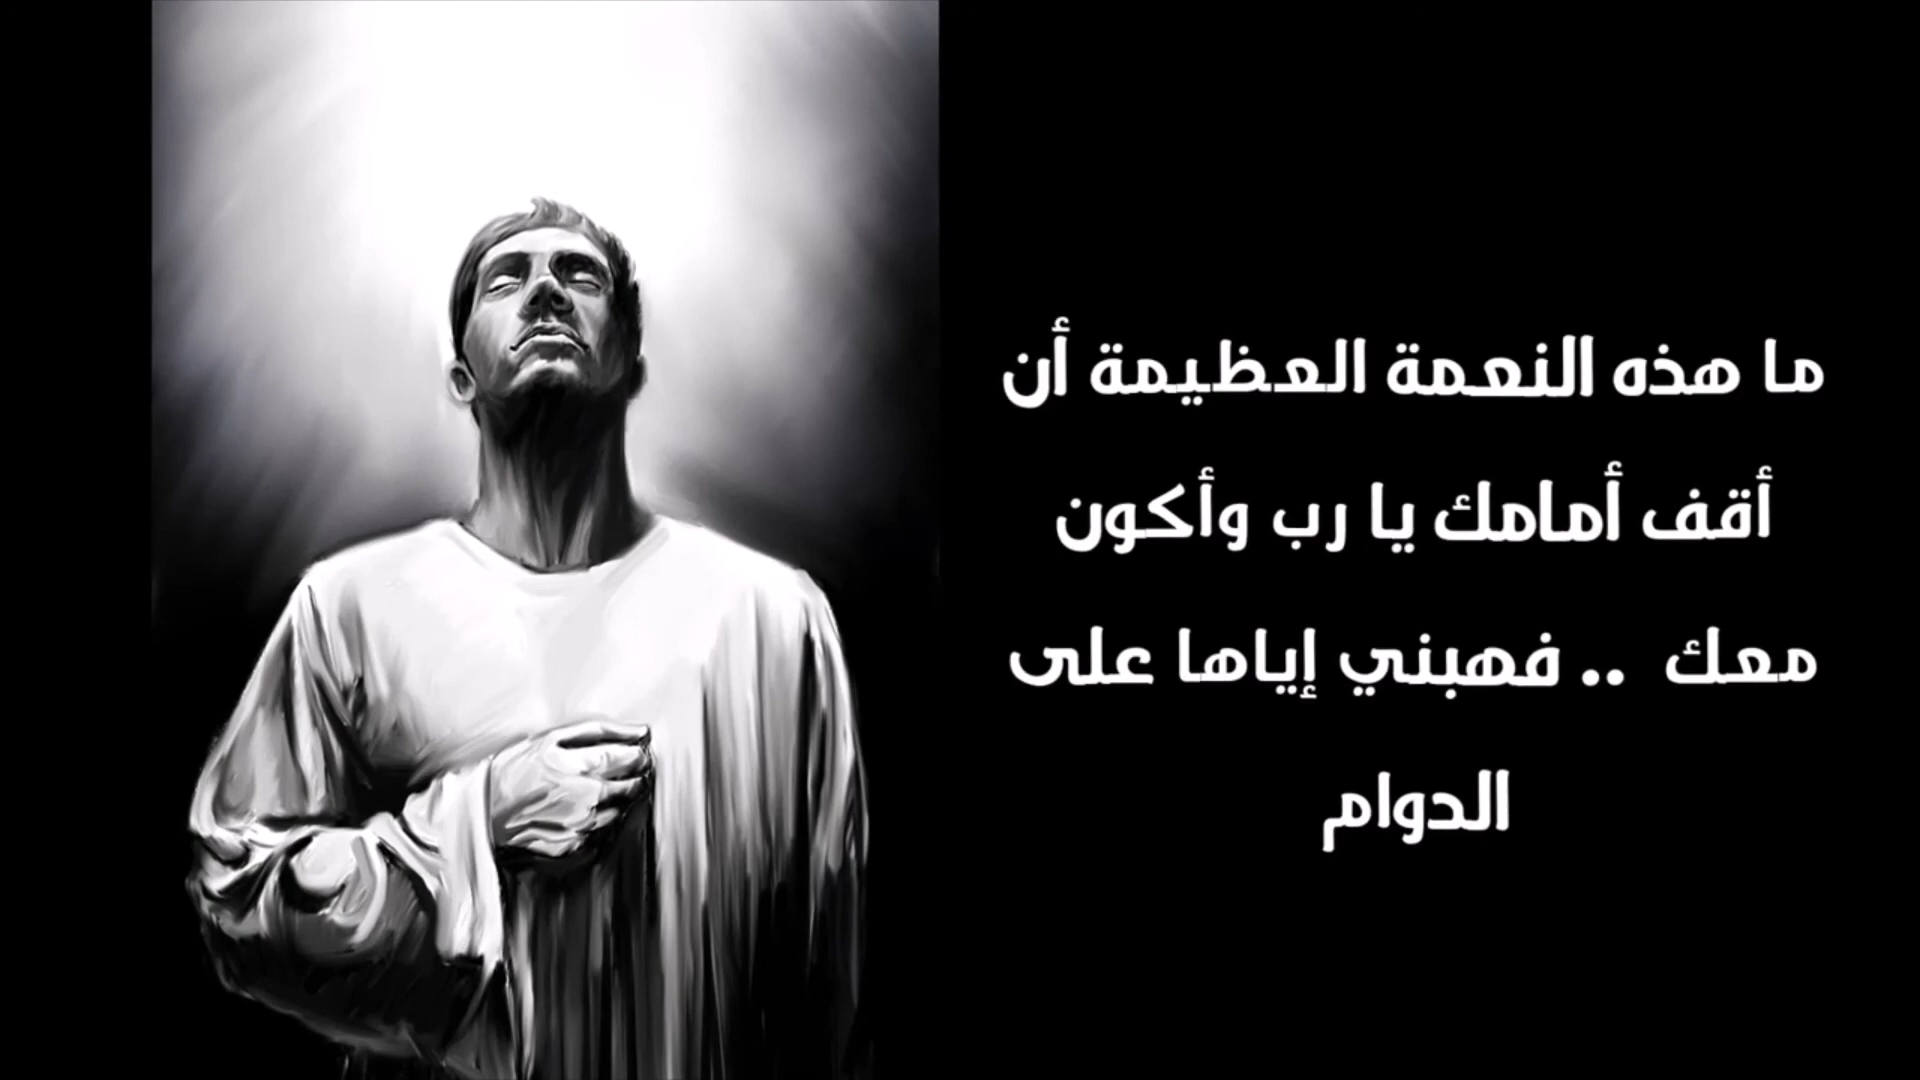 ما هذه النعمة العظيمة أن
أقف أمامك يا رب وأكون
معك .. فهبني إياها على
الدوام